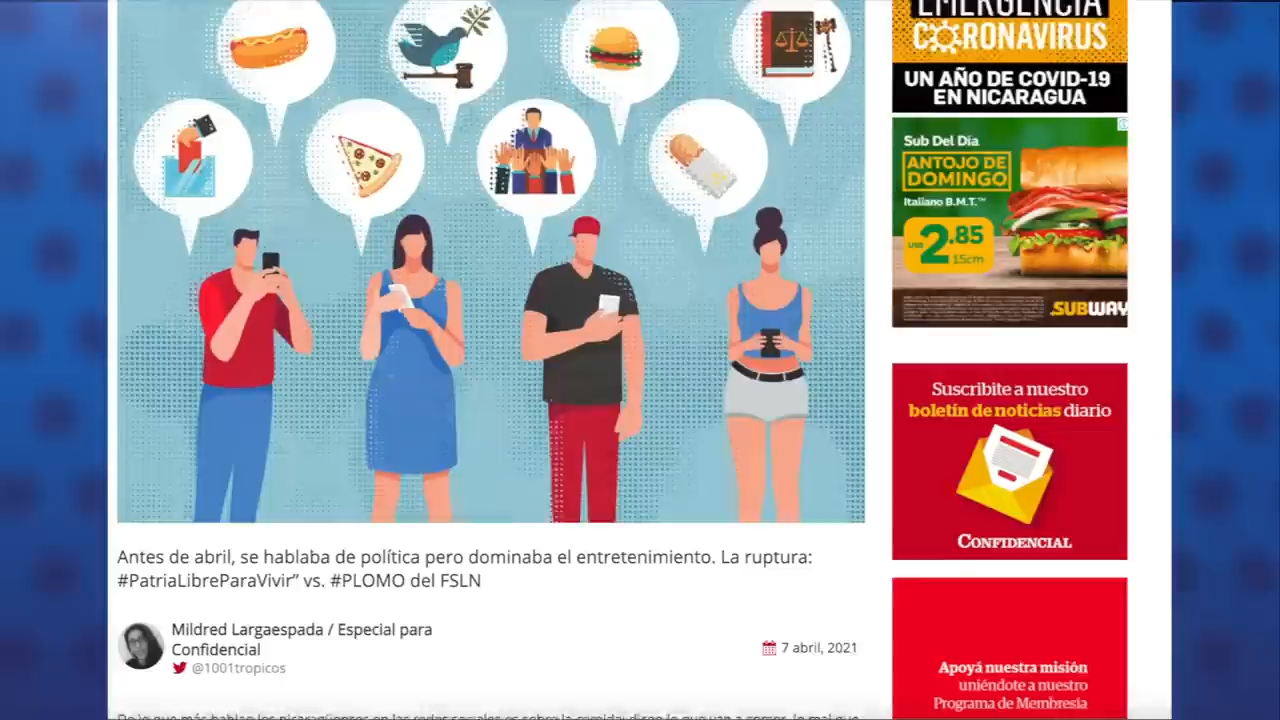 EMERGENCIA
CORONAVIRUS
UN AÑO DE COVID-19
EN NICARAGUA
Sub Del Día
ANTOJO DE
DOMINGO
Italiano B.M.T.™
US$ 2.85
15cm
SUBWAY
Suscribite a nuestro
boletín de noticias diario
CONFIDENCIAL
Antes de abril, se hablaba de política pero dominaba el entretenimiento. La ruptura:
#PatriaLibreParaVivir” vs. #PLOMO del FSLN
Mildred Largaespada / Especial para
Confidencial
@1001tropicos
7 abril, 2021
Apoyá nuestra misión
uniéndote a nuestro
Programa de Membresia